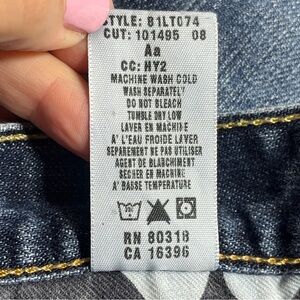 STYLE: 81LT074
CUT: 101495 08
Aa
CC: NY2
MACHINE WASH COLD
WASH SEPARATELY
DO NOT BLEACH
TUMBLE DRY LOW
LAVER EN MACHINE
A L'EAU FROIDE LAVER
SEPAREMENT NE PAS UTILISER
AGENT DE BLANCHIMENT
SECHER EN MACHINE
A' BASSE TEMPERATURE
RN 80318
CA 16396